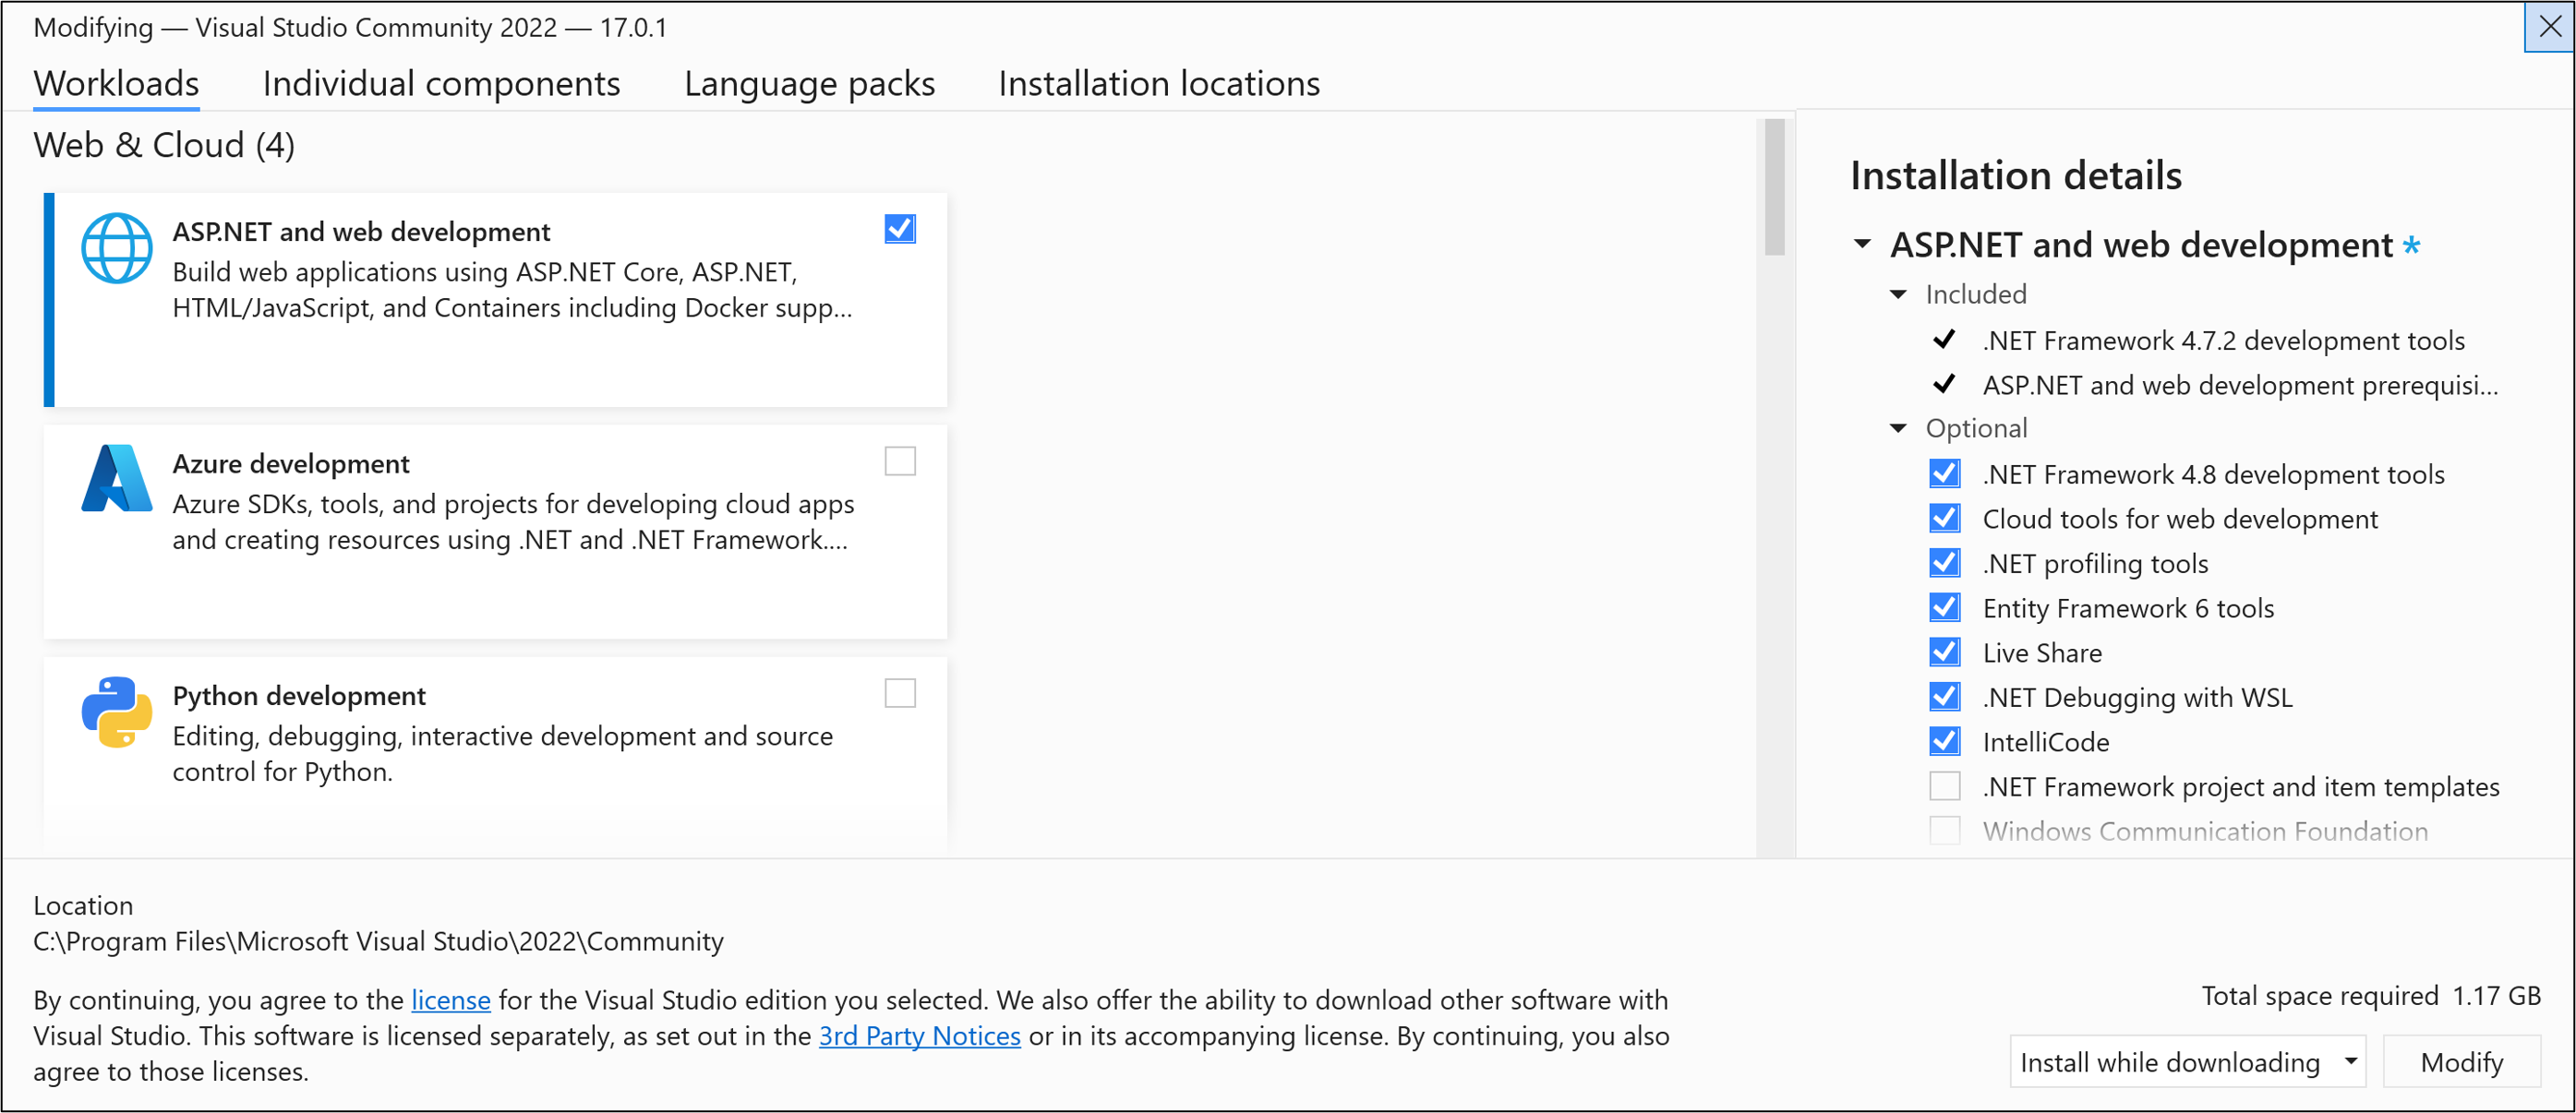 Modifying — Visual Studio Community 2022 — 17.0.1
Workloads Individual components Language packs Installation locations
Web & Cloud (4)
ASP.NET and web development
Build web applications using ASP.NET Core, ASP.NET,
HTML/JavaScript, and Containers including Docker supp...
Azure development
Azure SDKs, tools, and projects for developing cloud apps
and creating resources using .NET and .NET Framework....
Python development
Editing, debugging, interactive development and source
control for Python.
Installation details
ASP.NET and web development *
Included
.NET Framework 4.7.2 development tools
ASP.NET and web development prerequisi...
Optional
.NET Framework 4.8 development tools
Cloud tools for web development
.NET profiling tools
Entity Framework 6 tools
Live Share
.NET Debugging with WSL
IntelliCode
.NET Framework project and item templates
Windows Communication Foundation
Location
C:\Program Files\Microsoft Visual Studio\2022\Community
By continuing, you agree to the license for the Visual Studio edition you selected. We also offer the ability to download other software with
Visual Studio. This software is licensed separately, as set out in the 3rd Party Notices or in its accompanying license. By continuing, you also
agree to those licenses.
Total space required 1.17 GB
Install while downloading
Modify